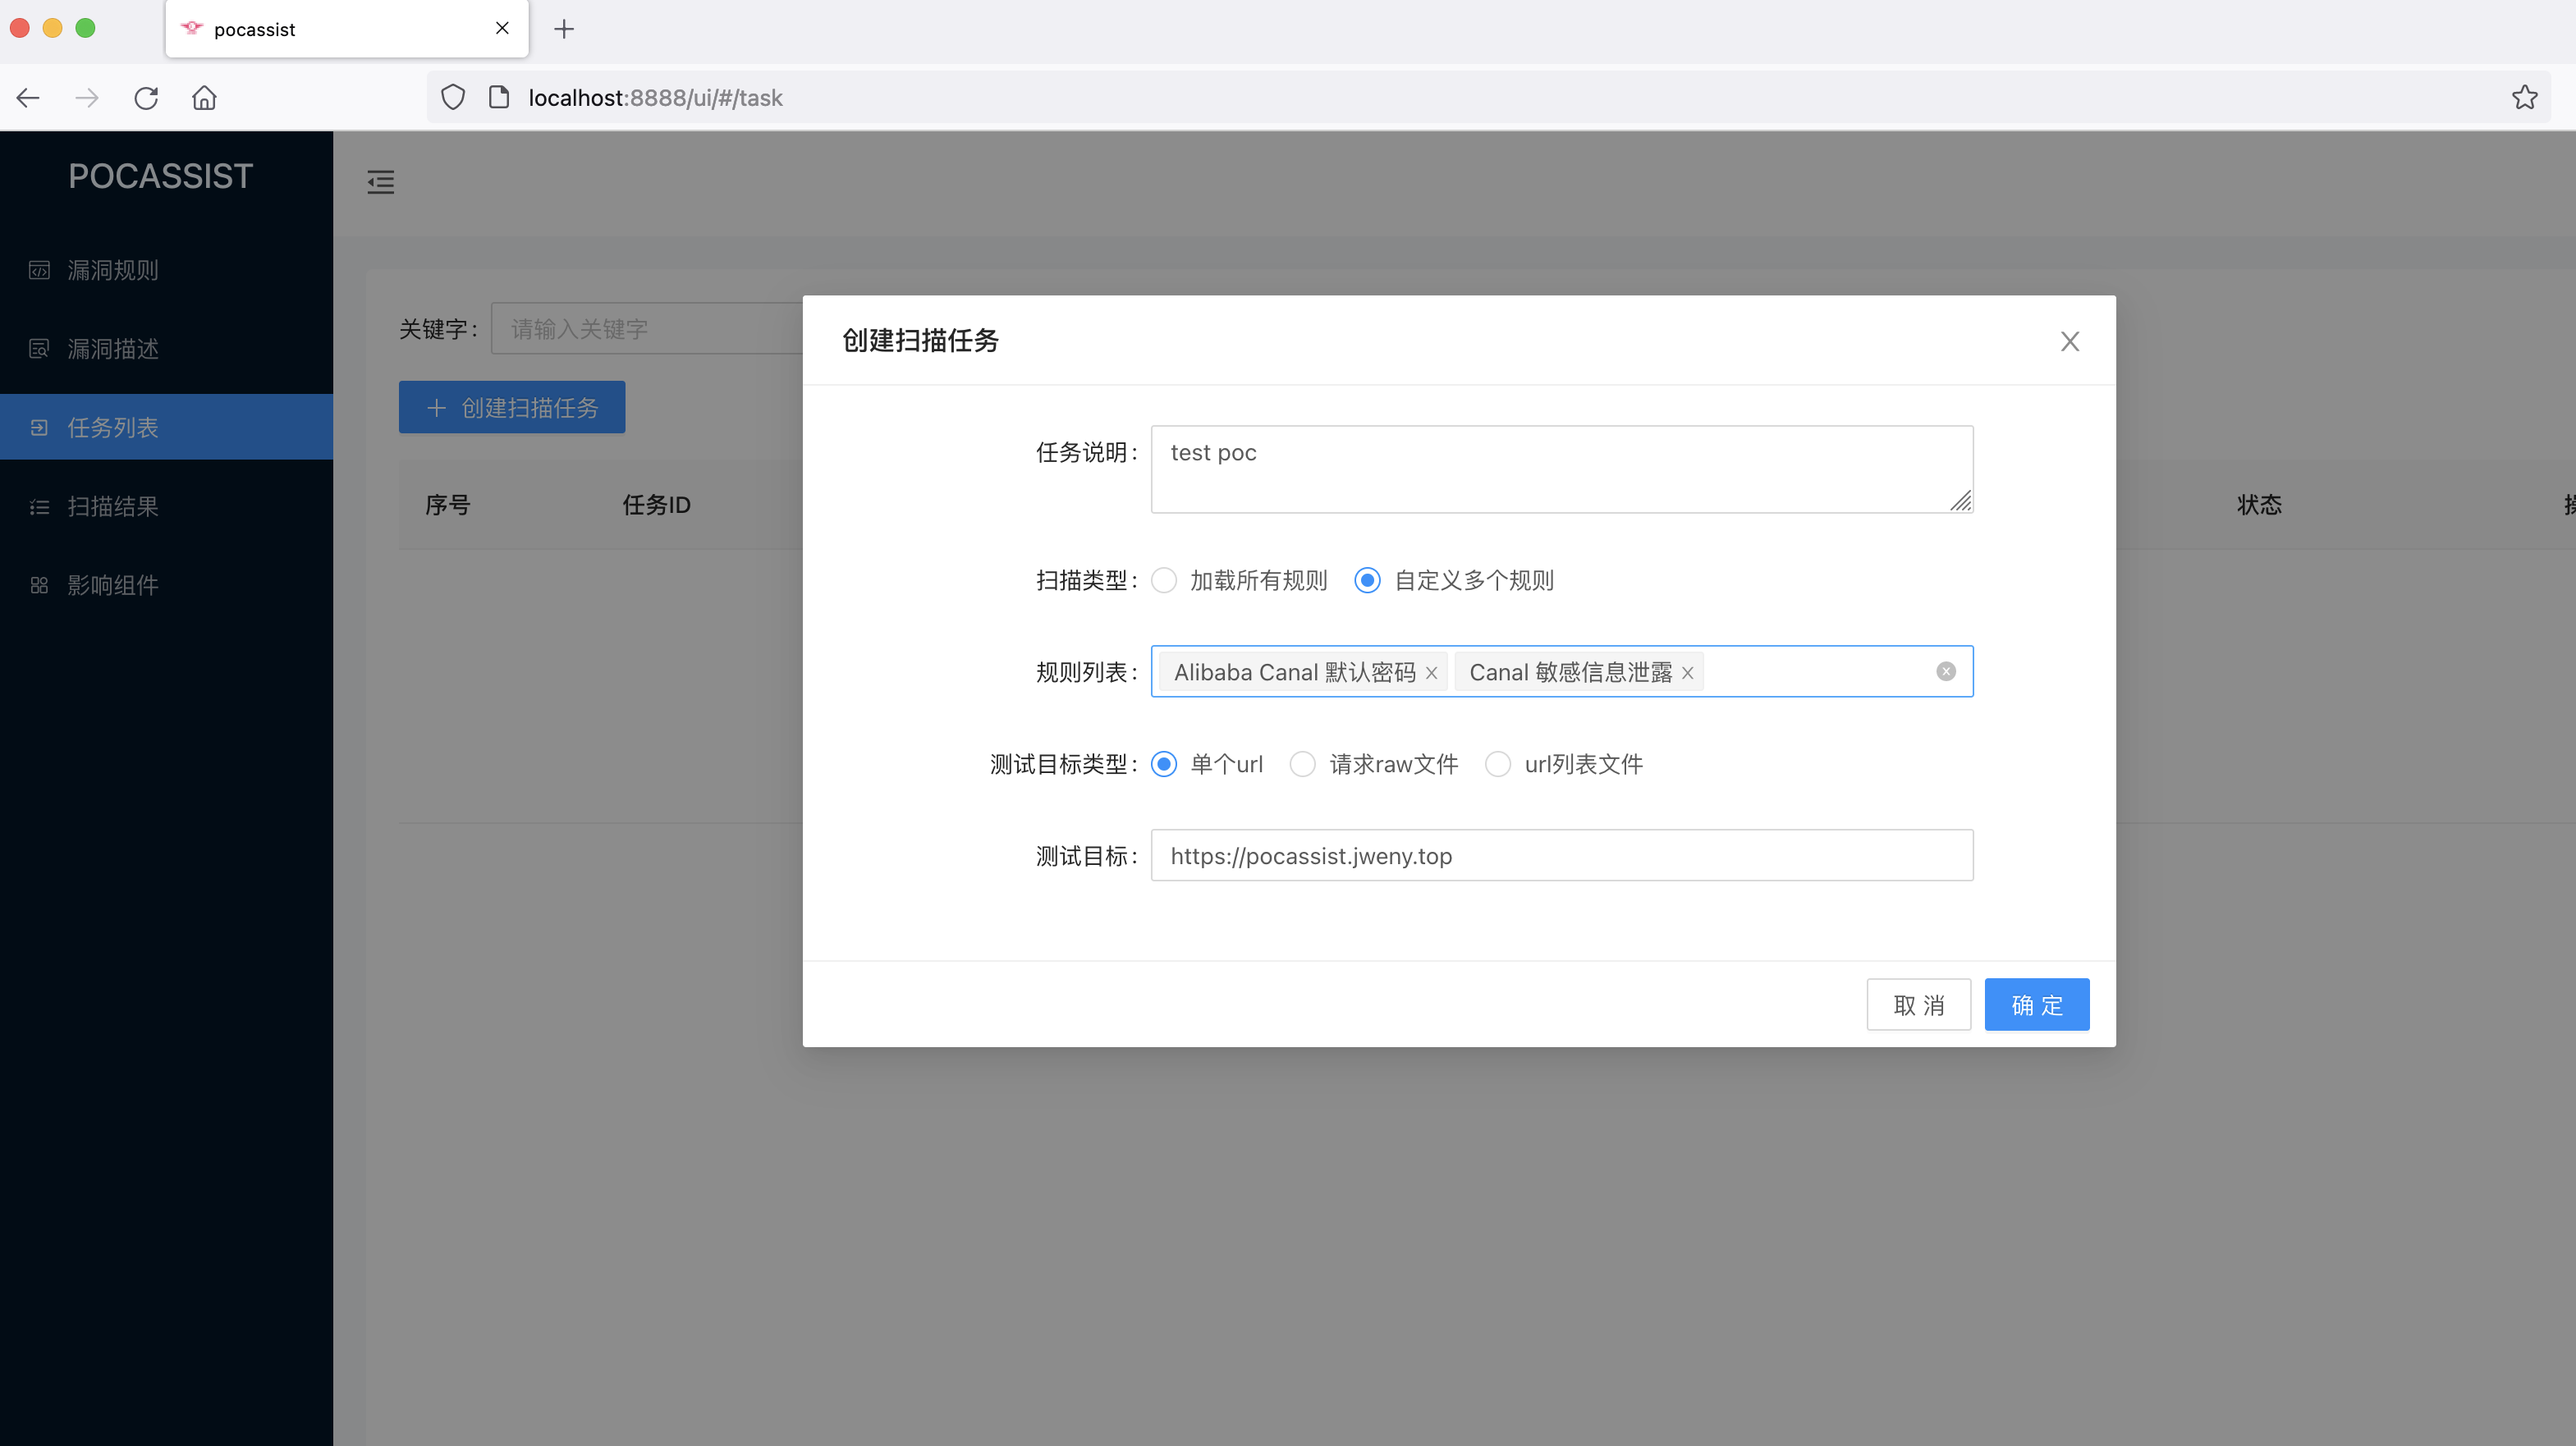 pocassist
localhost:8888/ui/#/task
POCASSIST
漏洞规则
漏洞描述
任务列表
扫描结果
影响组件
关键字:
请输入关键字
创建扫描任务
序号
任务ID
状态
创建扫描任务
任务说明:
test poc
扫描类型:
加载所有规则
自定义多个规则
规则列表:
Alibaba Canal 默认密码
Canal 敏感信息泄露
测试目标类型:
单个url
请求raw文件
url列表文件
测试目标:
https://pocassist.jweny.top
取 消
确 定